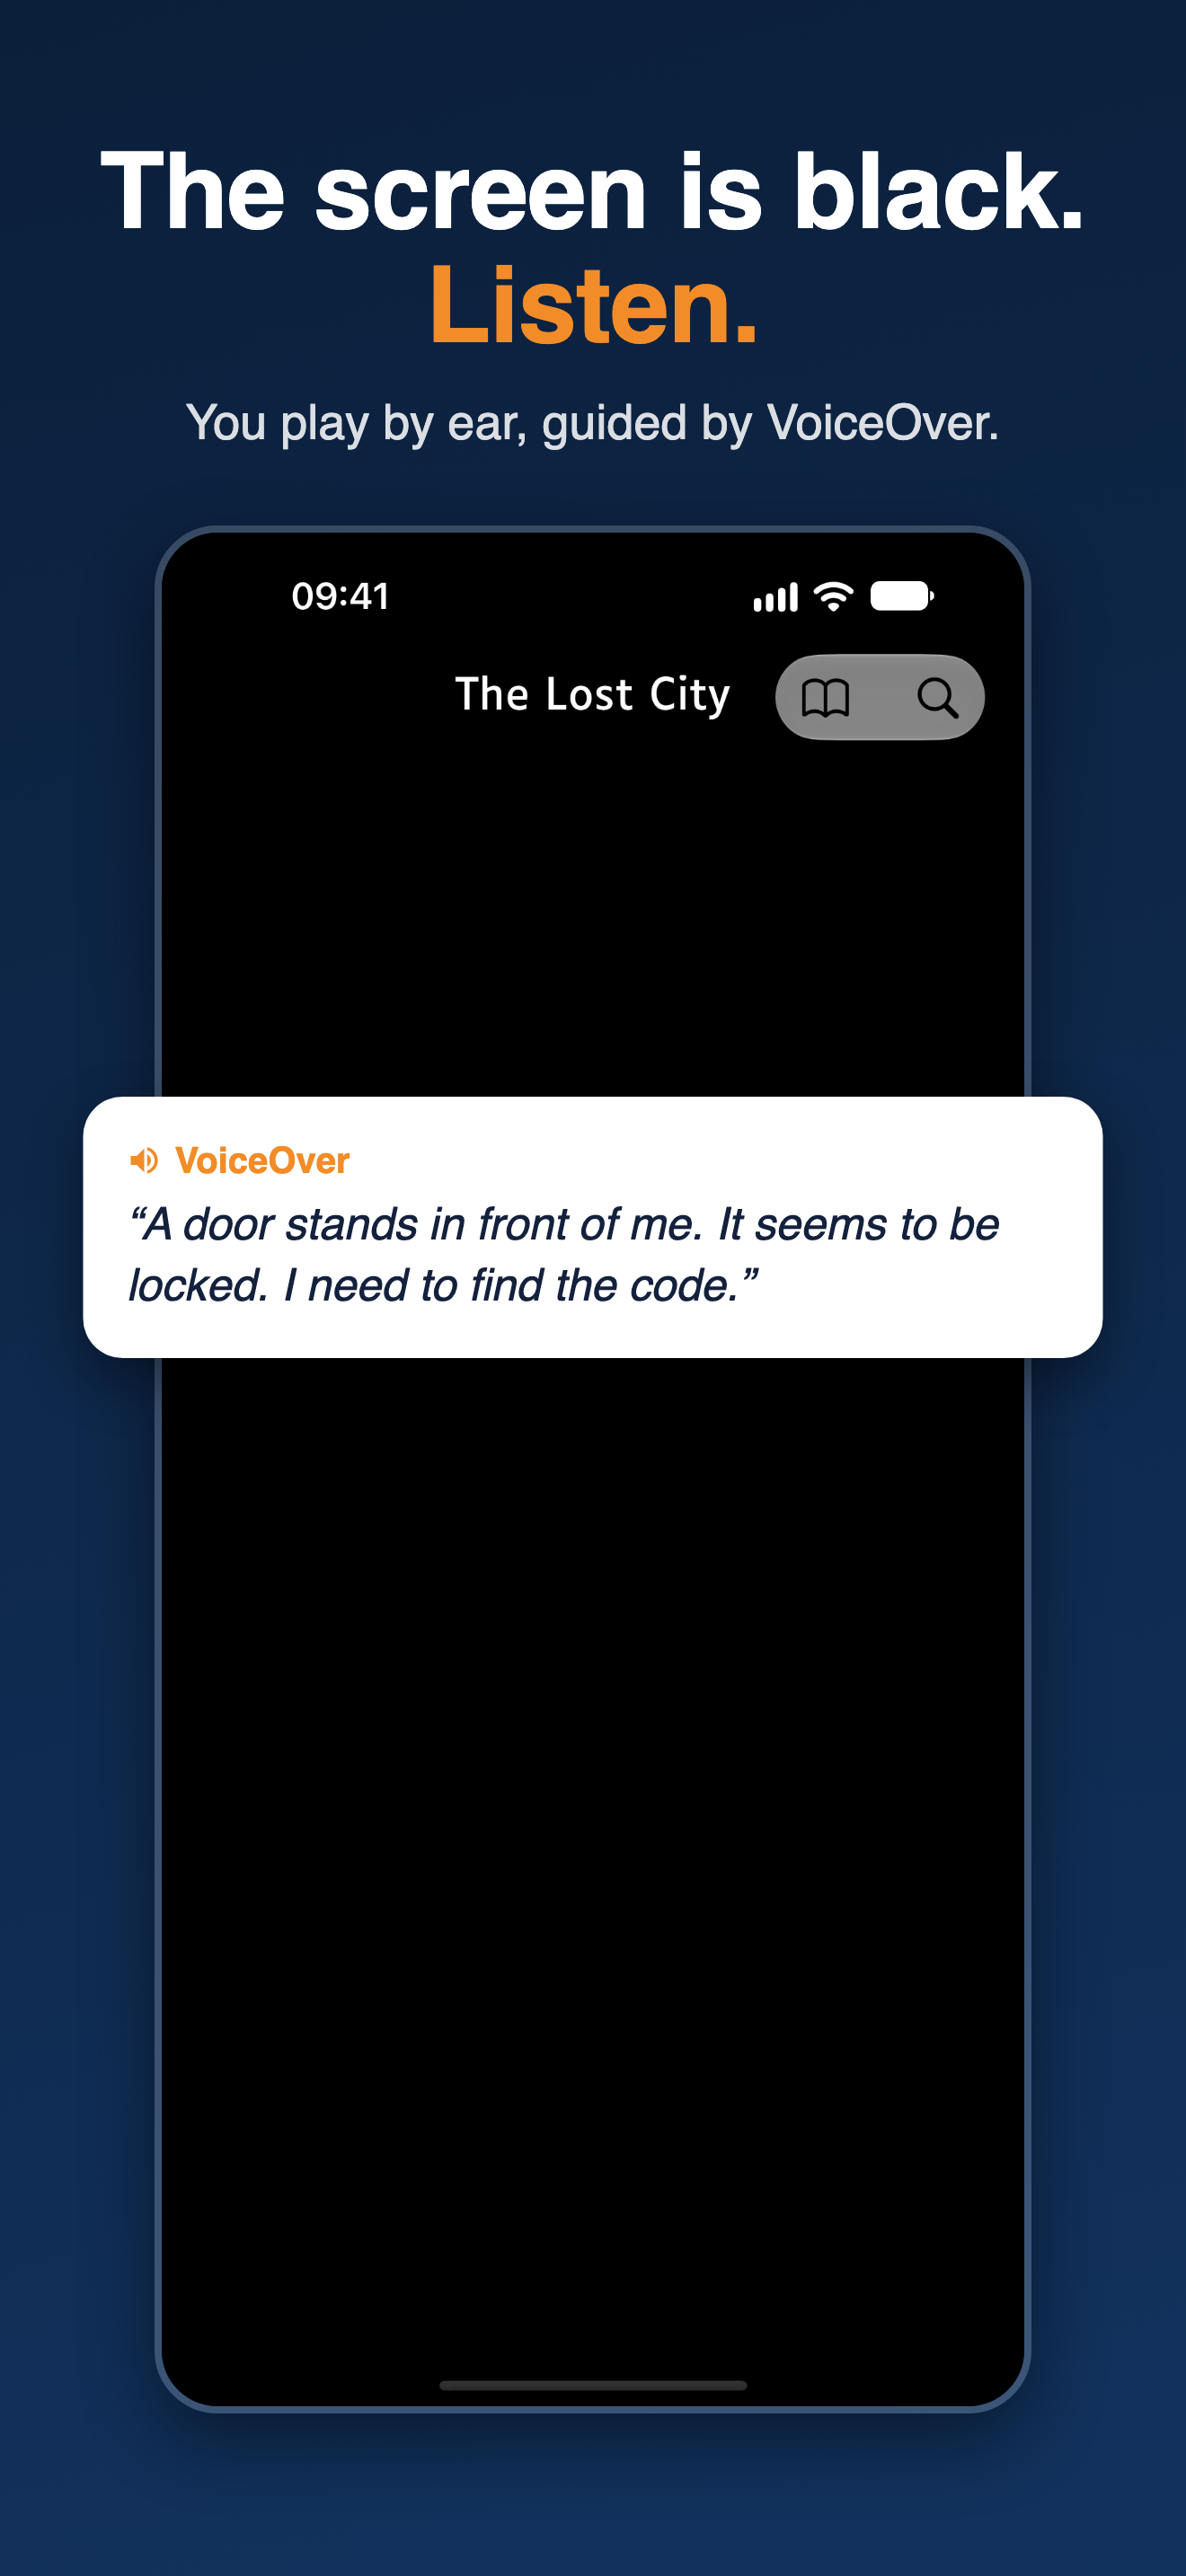 The screen is black.
Listen.
You play by ear, guided by VoiceOver.
09:41
The Lost City
VoiceOver
“A door stands in front of me. It seems to be
locked. I need to find the code.”